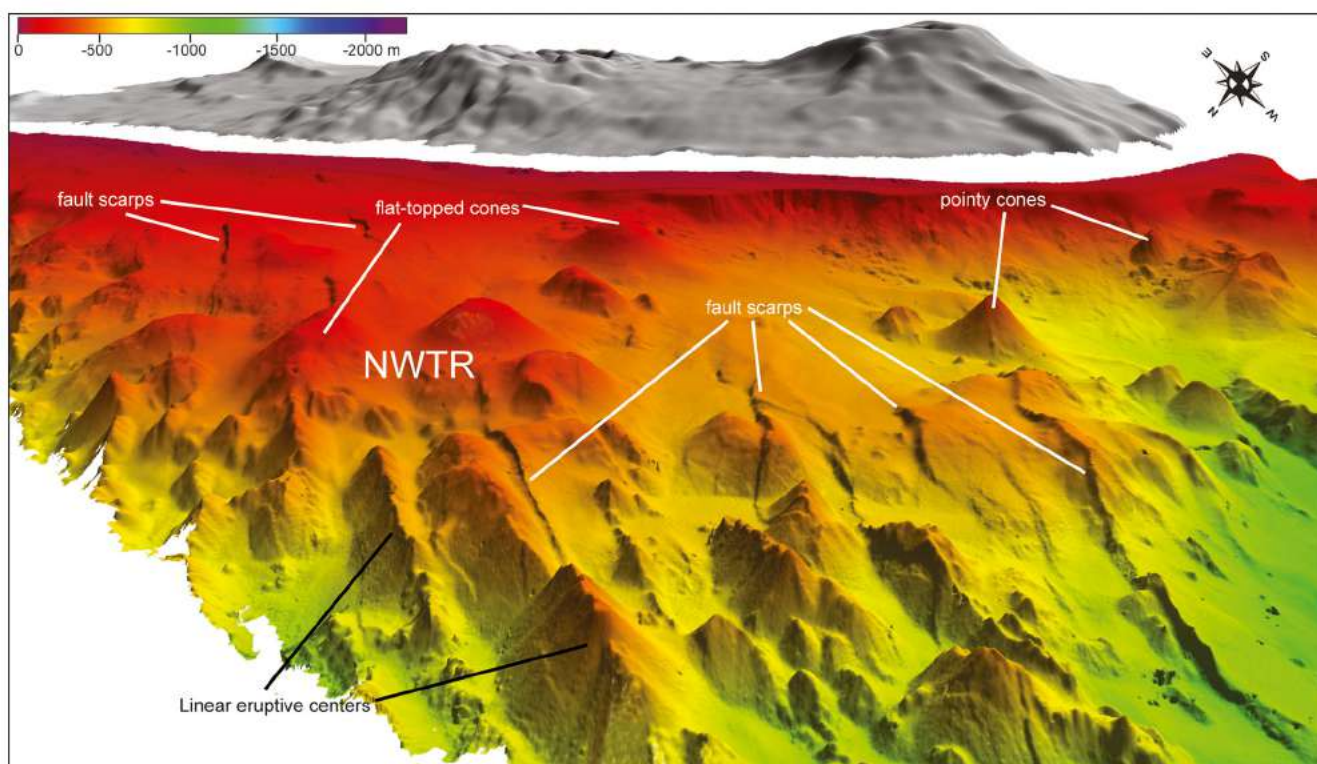 0 -500 -1000 -1500 -2000 m
E S
N W
fault scarps
flat-topped cones
pointy cones
fault scarps
NWTR
Linear eruptive centers